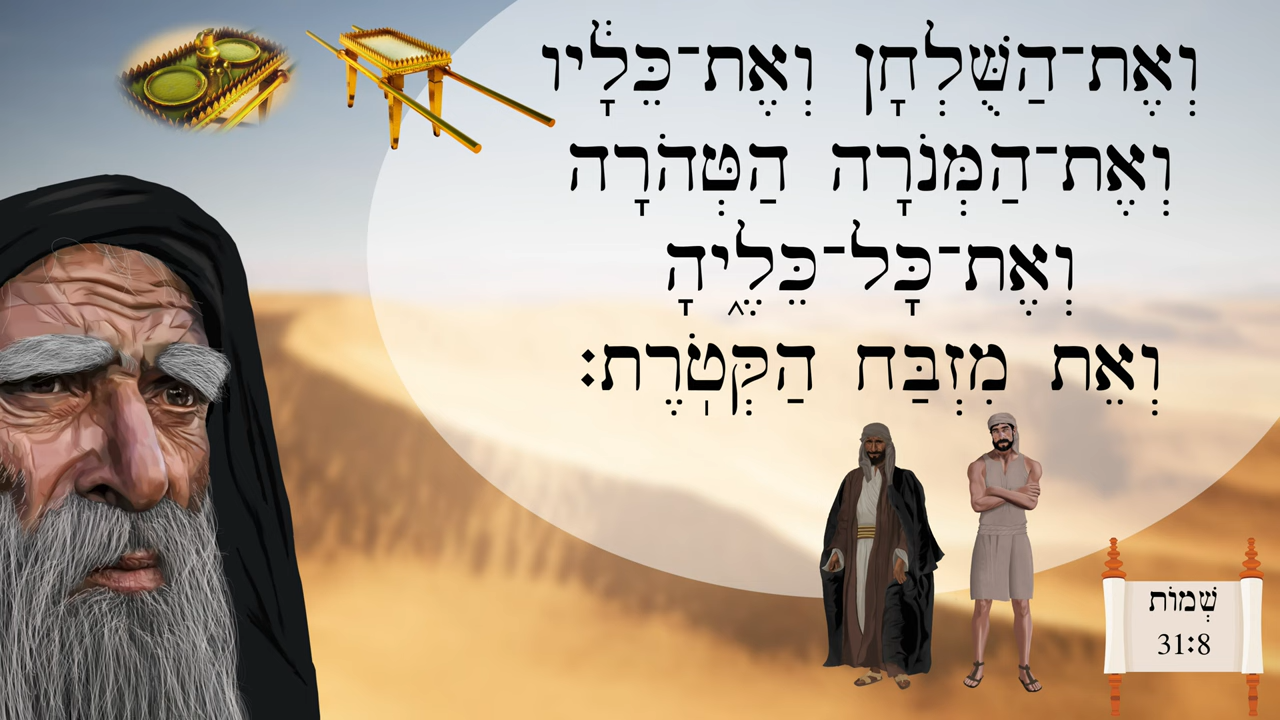 וְאֶת־הַשֻּׁלְחָן וְאֶת־כֵּלָ֗יו
וְאֶת־הַמְּנֹרָה הַטְּהֹרָה
וְאֶת־כָּל־כֵּלֶ֑יהָ
וְאֵת מִזְבַּח הַקְּטֹֽרֶת׃
שְׁמוֹת
31:8